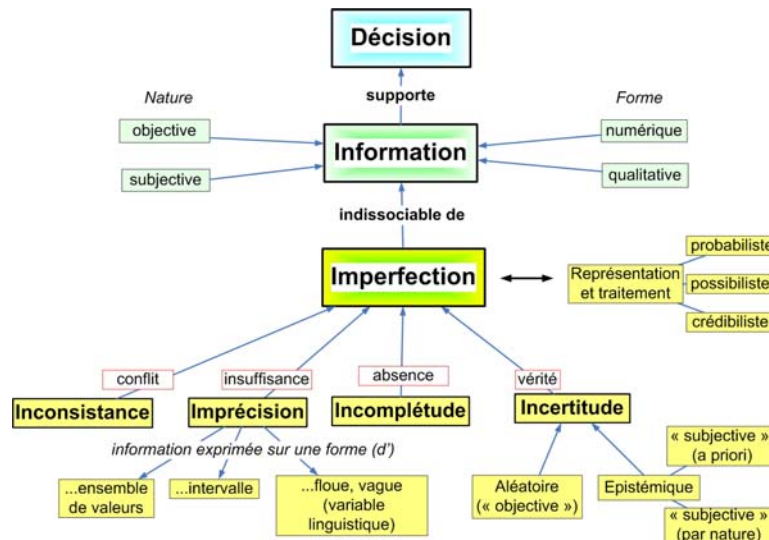 Décision
supporte
Nature
Forme
objective
numérique
Information
subjective
qualitative
indissociable de
Imperfection
probabiliste
Représentation
et traitement
possibiliste
crédibiliste
conflit
insuffisance
absence
vérité
Inconsistance
Imprécision
Incomplétude
Incertitude
information exprimée sur une forme (d')
...ensemble
de valeurs
...intervalle
...floue, vague
(variable
linguistique)
Aléatoire
(« objective »)
Epistémique
« subjective »
(a priori)
« subjective »
(par nature)